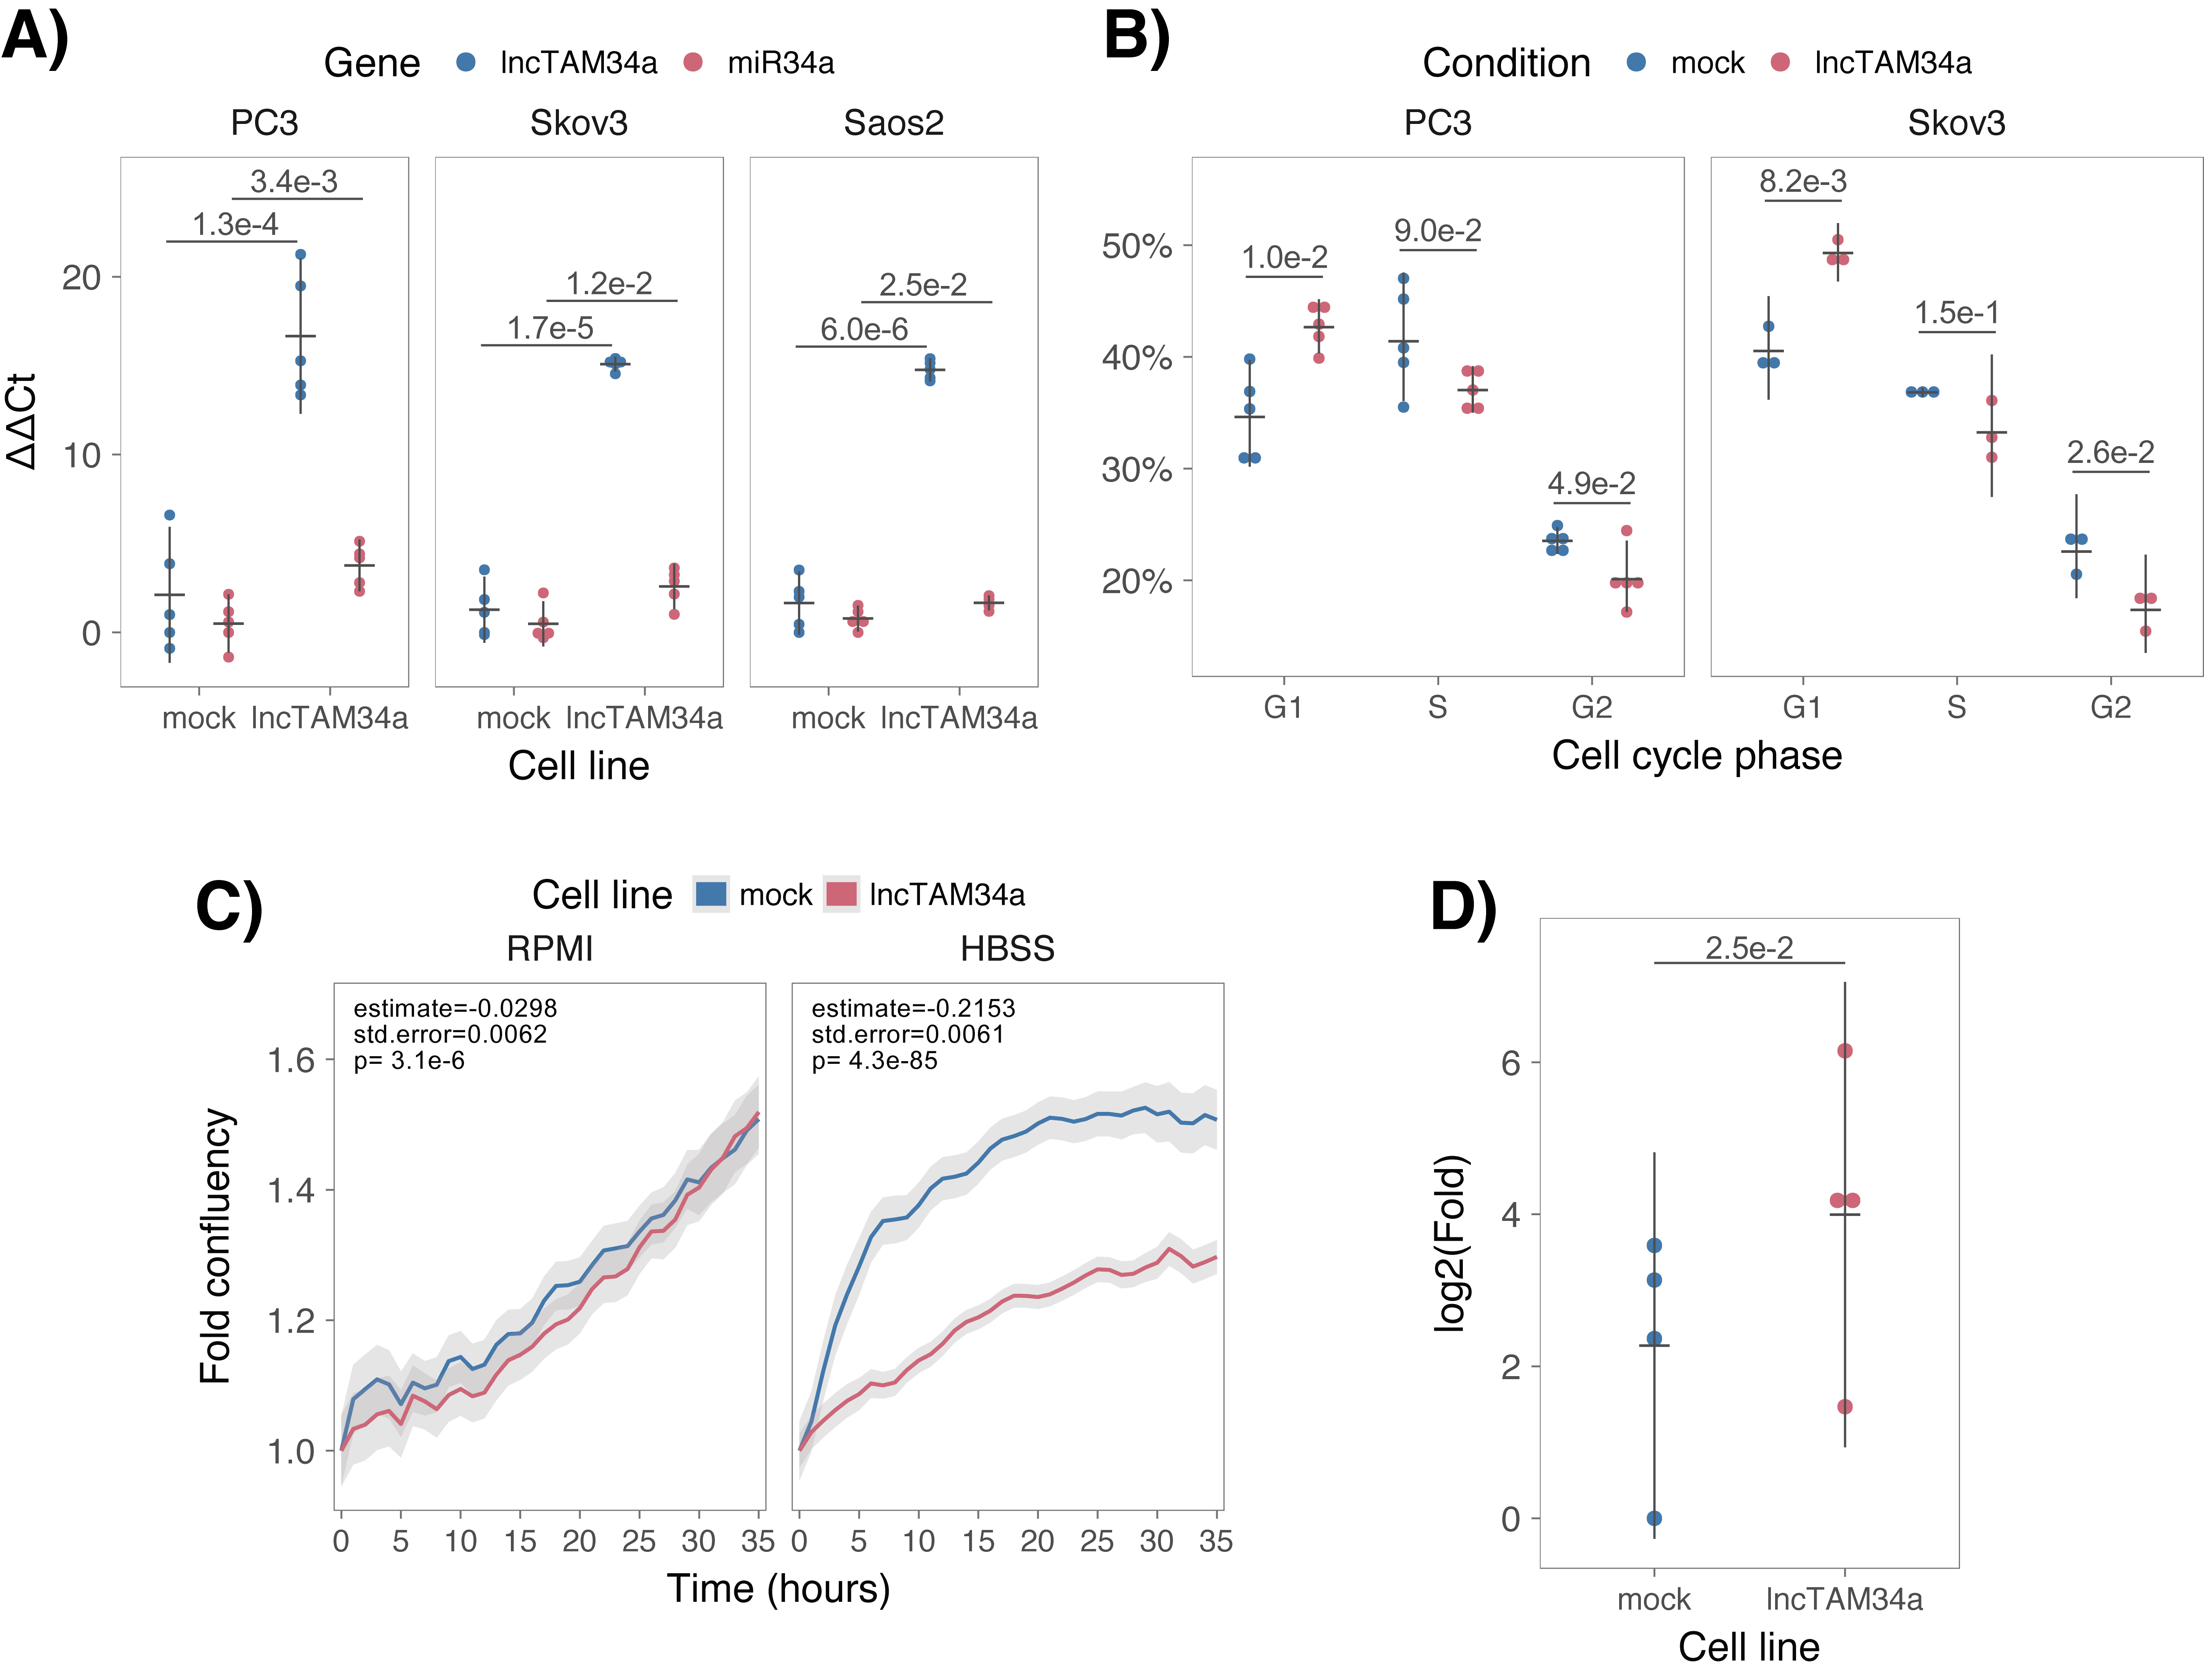 A)
Gene lncTAM34a miR34a
PC3 Skov3 Saos2
3.4e-3
1.3e-4
1.2e-2
1.7e-5
2.5e-2
6.0e-6
20
10
0
ΔΔCt
mock lncTAM34a mock lncTAM34a mock lncTAM34a
Cell line
B)
Condition mock lncTAM34a
PC3 Skov3
1.0e-2
9.0e-2
4.9e-2
8.2e-3
1.5e-1
2.6e-2
50%
40%
30%
20%
G1 S G2 G1 S G2
Cell cycle phase
C)
Cell line mock lncTAM34a
RPMI HBSS
estimate=-0.0298
std.error=0.0062
p= 3.1e-6
estimate=-0.2153
std.error=0.0061
p= 4.3e-85
1.6
1.4
1.2
1.0
Fold confluency
0 5 10 15 20 25 30 35 0 5 10 15 20 25 30 35
Time (hours)
D)
2.5e-2
6
4
2
0
log2(Fold)
mock lncTAM34a
Cell line